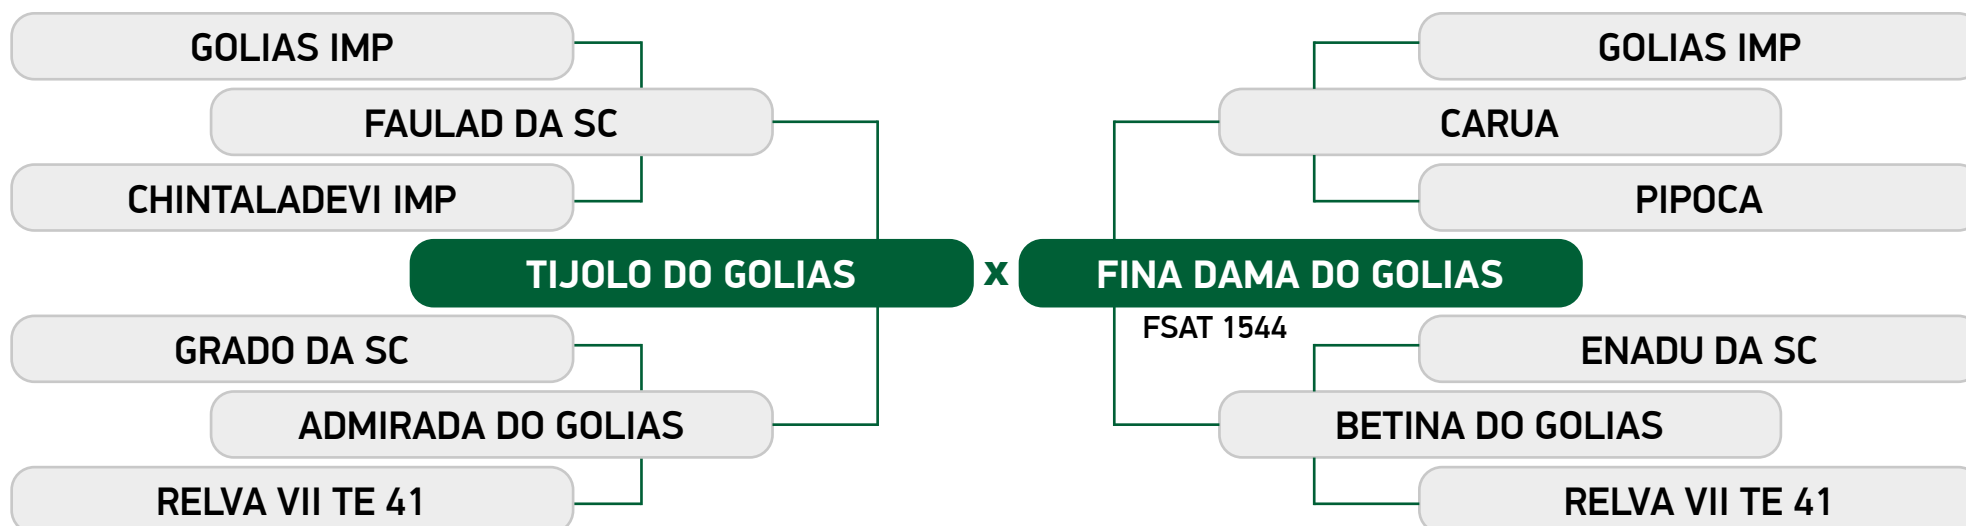 GOLIAS IMP
GOLIAS IMP
FAULAD DA SC
CARUA
CHINTALADEVI IMP
PIPOCA
TIJOLO DO GOLIAS x FINA DAMA DO GOLIAS
FSAT 1544
GRADO DA SC
ENADU DA SC
ADMIRADA DO GOLIAS
BETINA DO GOLIAS
RELVA VII TE 41
RELVA VII TE 41